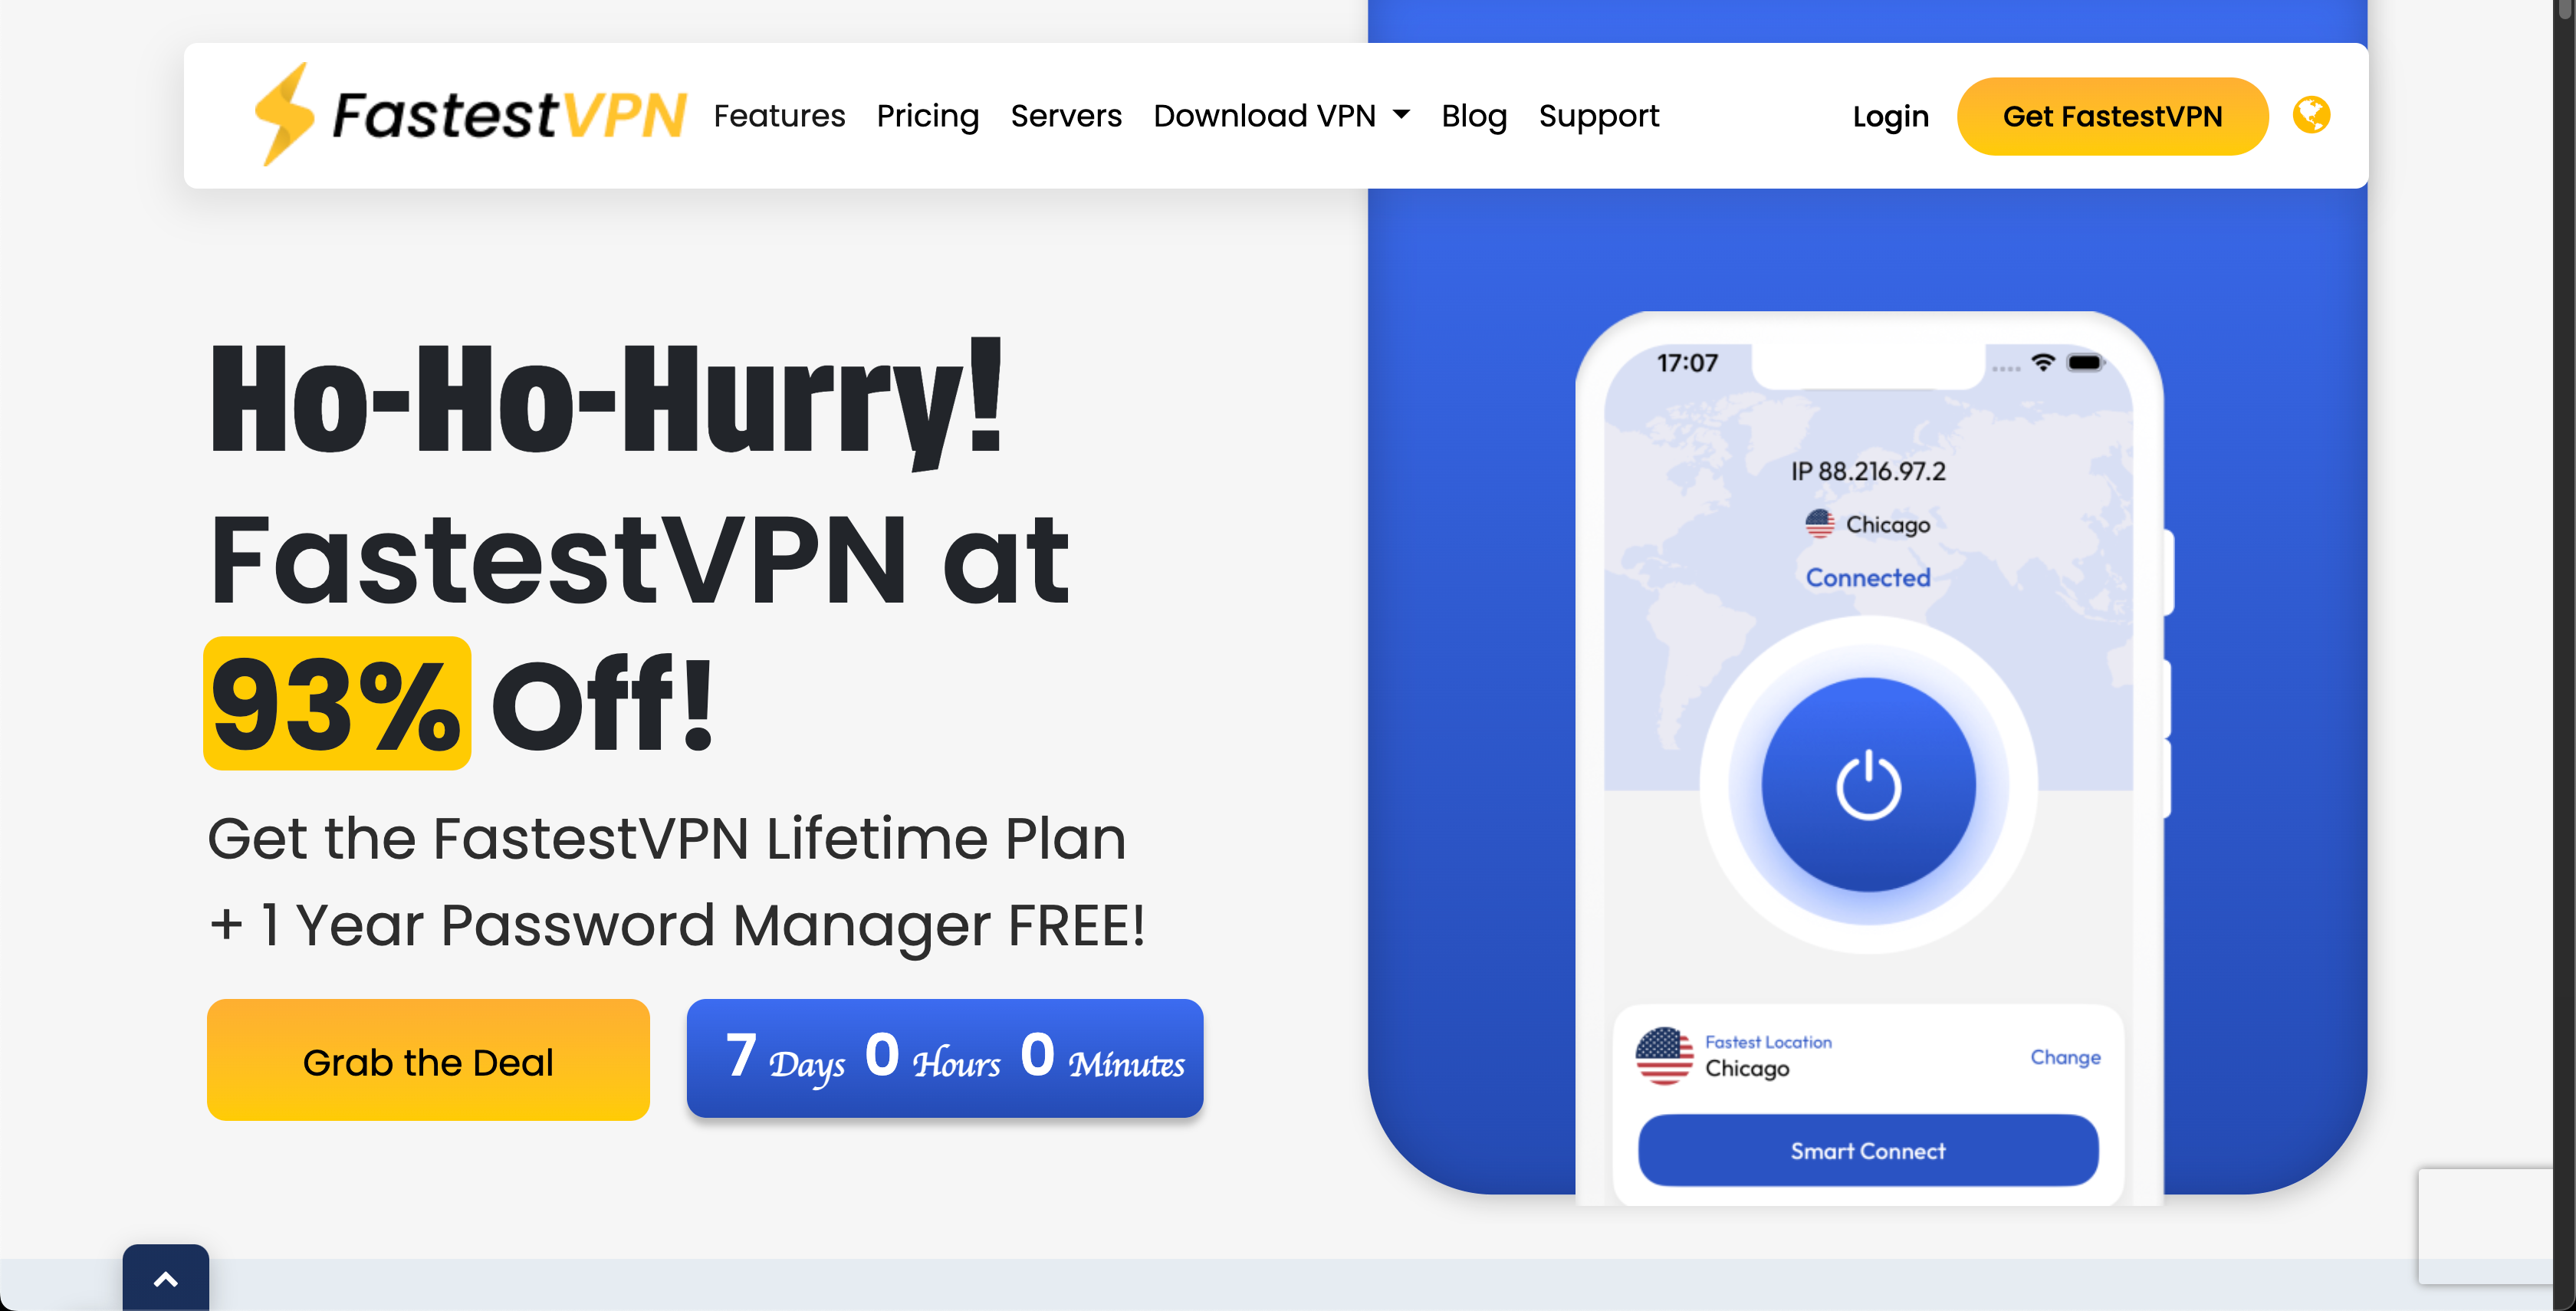 FastestVPN
Features Pricing Servers Download VPN Blog Support
Login Get FastestVPN
Ho-Ho-Hurry!
FastestVPN at
93% Off!
Get the FastestVPN Lifetime Plan
+ 1 Year Password Manager FREE!
Grab the Deal
7 Days 0 Hours 0 Minutes
17:07
IP 88.216.97.2
Chicago
Connected
Fastest Location
Chicago
Change
Smart Connect